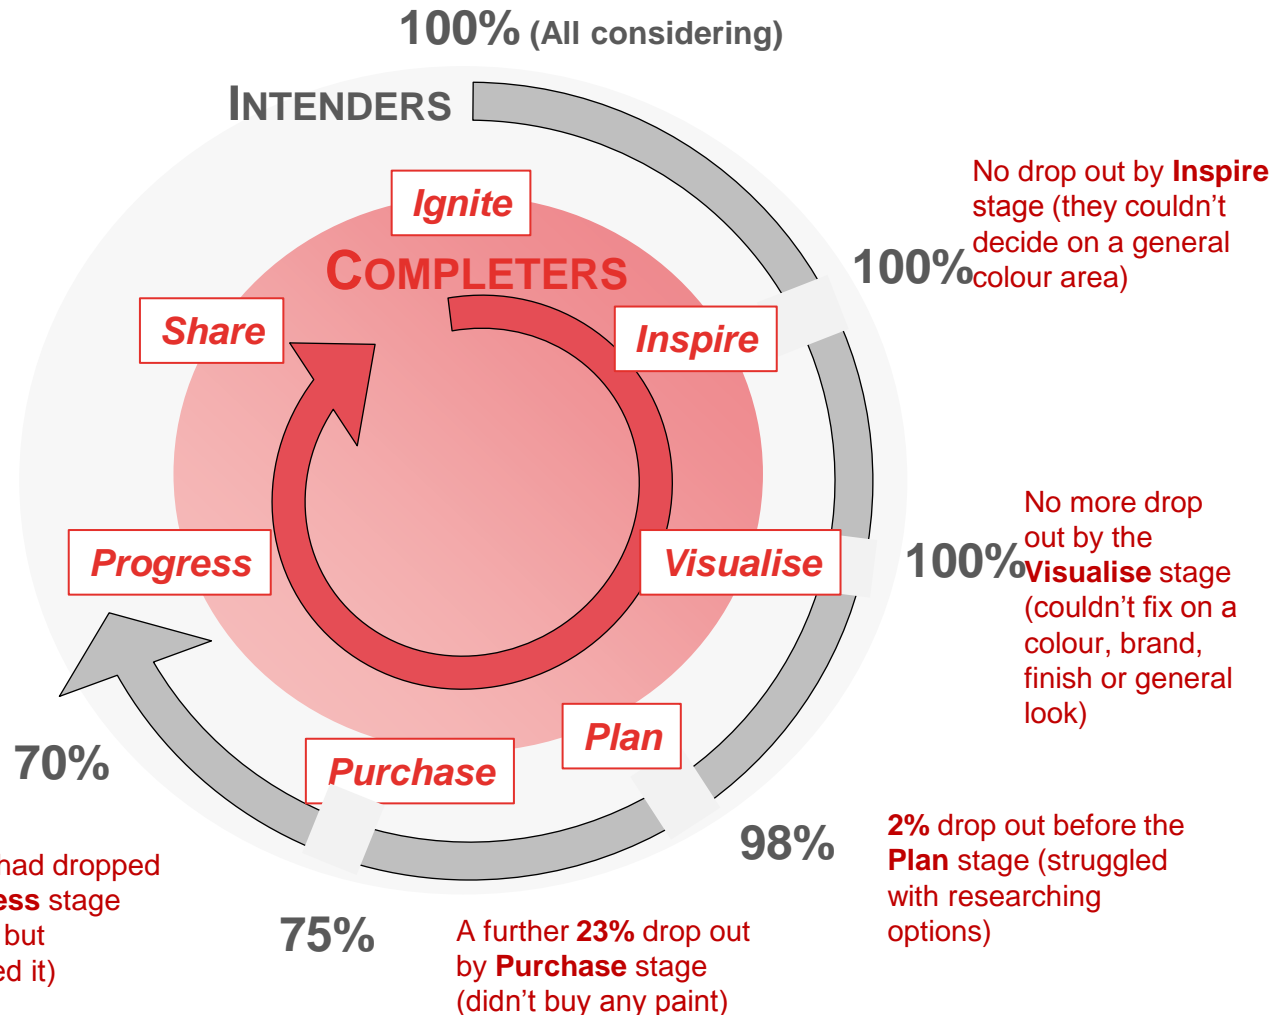 100% (All considering)
INTENDERS
Ignite
COMPLETERS
Share
Inspire
No drop out by Inspire
stage (they couldn't
decide on a general
colour area)
100%
Progress
Visualise
100%
No more drop
out by the
Visualise stage
(couldn't fix on a
colour, brand,
finish or general
look)
Plan
Purchase
70%
98%
2% drop out before the
Plan stage (struggled
with researching
options)
75%
A further 23% drop out
by Purchase stage
(didn't buy any paint)
had dropped
ess stage
but
ed it)